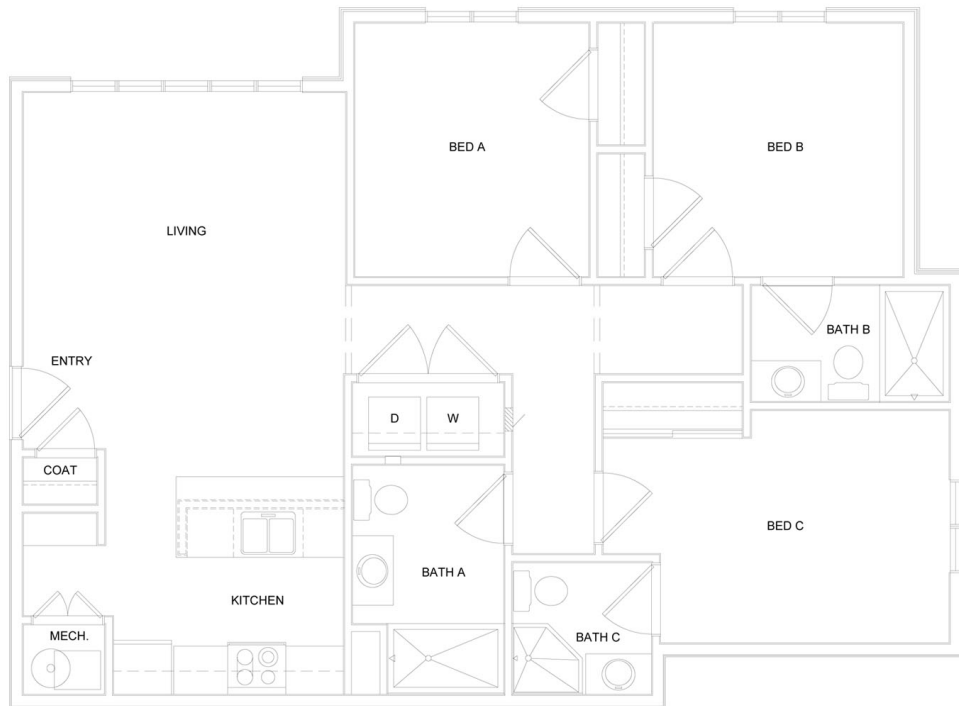 BED A
BED B
LIVING
BATH B
ENTRY
D
W
COAT
BED C
BATH A
KITCHEN
MECH.
BATH C